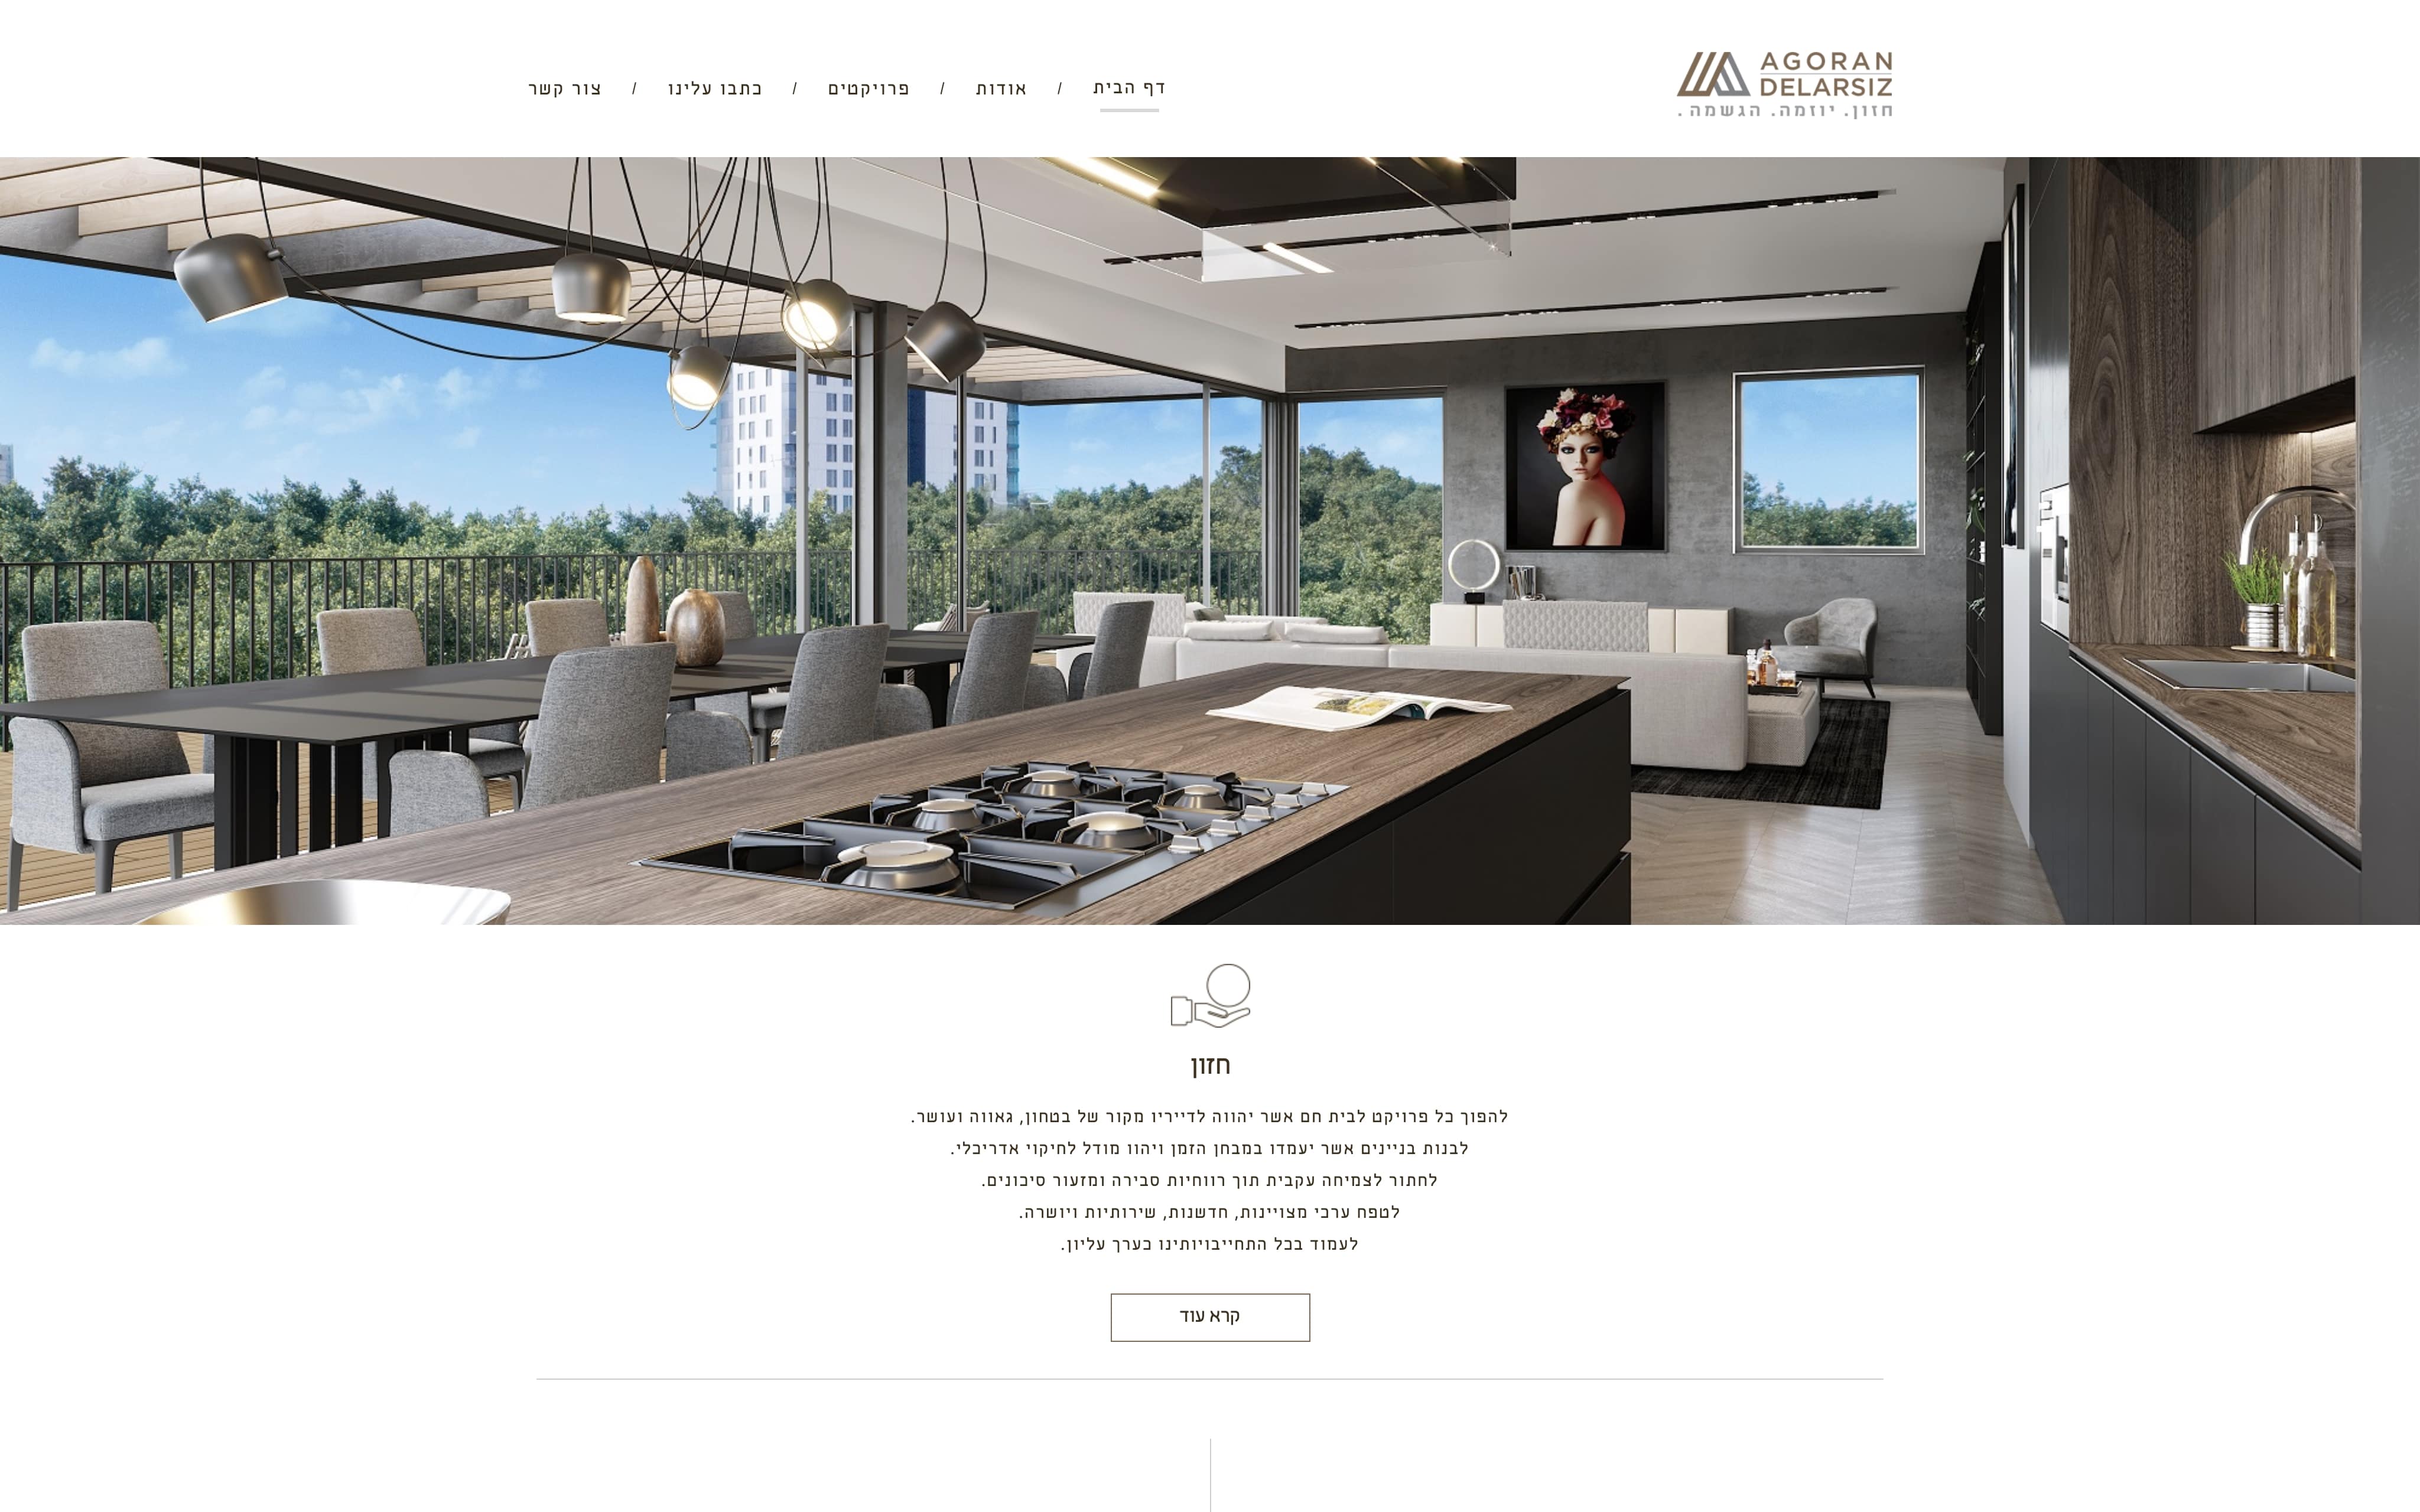 AGORAN
DELARSIZ
חזון. יוזמה. הגשמה.
דף הבית / אודות / פרויקטים / כתבו עלינו / צור קשר
חזון
להפוך כל פרויקט לבית חם אשר יהווה לדייריו מקור של בטחון, גאווה ועושר.
לבנות בניינים אשר יעמדו במבחן הזמן ויהוו מודל לחיקוי אדריכלי.
לחתור לצמיחה עקבית תוך רווחיות סבירה ומזעור סיכונים.
לטפח ערכי מצויינות, חדשנות, שירותיות ויושרה.
לעמוד בכל התחייבויותינו כערך עליון.
קרא עוד